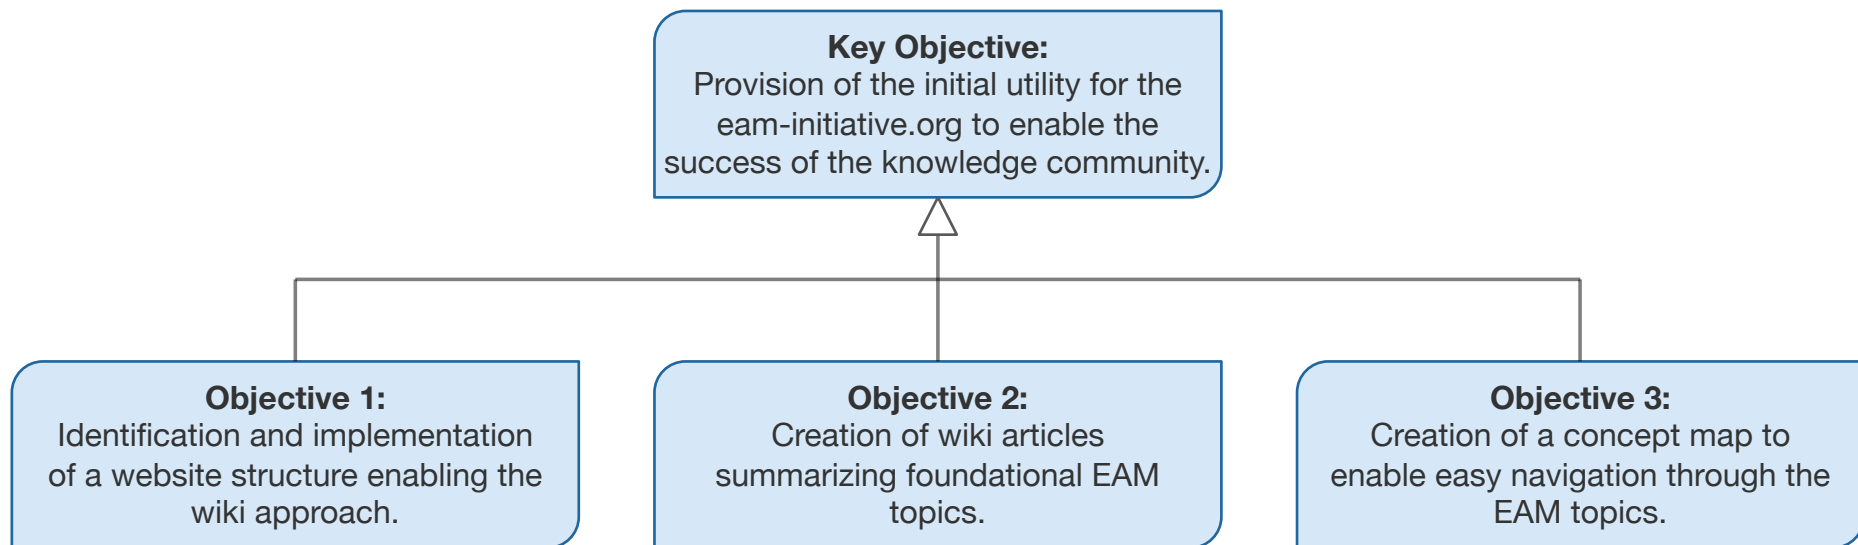 Key Objective:
Provision of the initial utility for the
eam-initiative.org to enable the
success of the knowledge community.
Objective 1:
Identification and implementation
of a website structure enabling the
wiki approach.
Objective 2:
Creation of wiki articles
summarizing foundational EAM
topics.
Objective 3:
Creation of a concept map to
enable easy navigation through the
EAM topics.